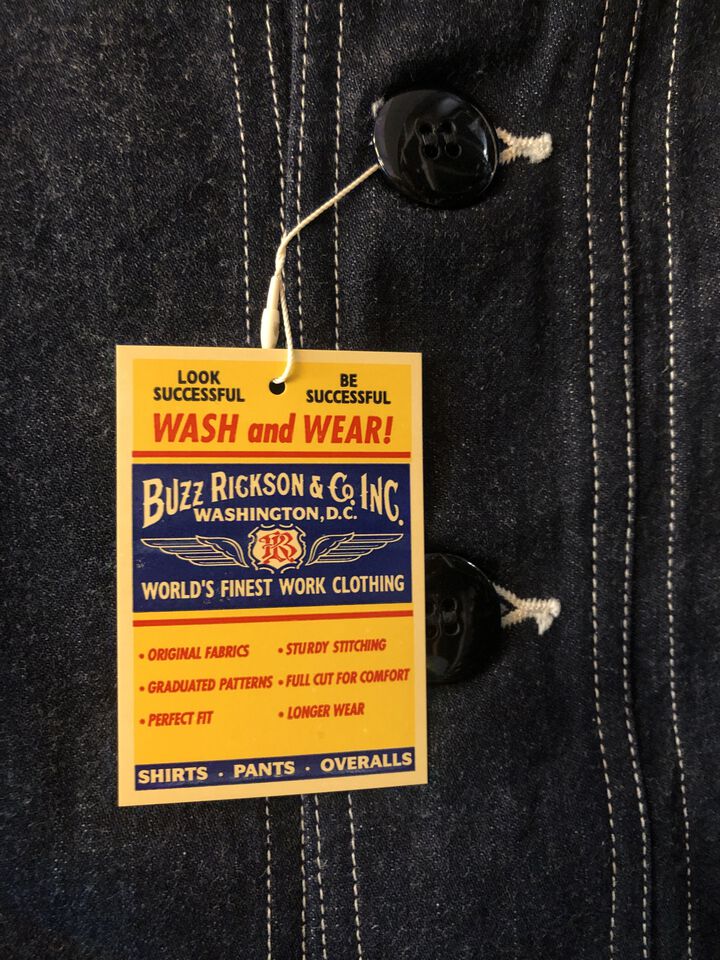 LOOK
SUCCESSFUL
BE
SUCCESSFUL
WASH and WEAR!
BUZZ RICKSON & Co. INC.
WASHINGTON, D.C.
BR
WORLD'S FINEST WORK CLOTHING
• ORIGINAL FABRICS
• STURDY STITCHING
• GRADUATED PATTERNS
• FULL CUT FOR COMFORT
• PERFECT FIT
• LONGER WEAR
SHIRTS · PANTS · OVERALLS